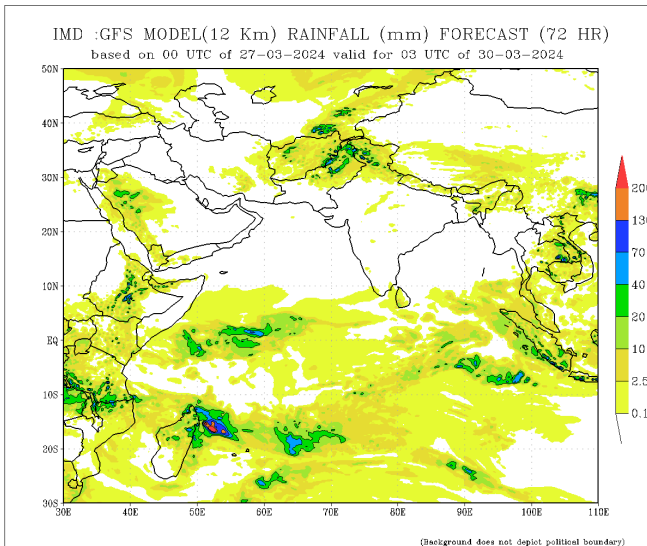 IMD :GFS MODEL(12 Km) RAINFALL (mm) FORECAST (72 HR)
based on 00 UTC of 27-03-2024 valid for 03 UTC of 30-03-2024
50N
40N
30N
20N
10N
EQ
10S
20S
30S
30E 40E 50E 60E 70E 80E 90E 100E 110E
200
130
70
40
20
10
2.5
0.1
(Background does not depict political boundary)